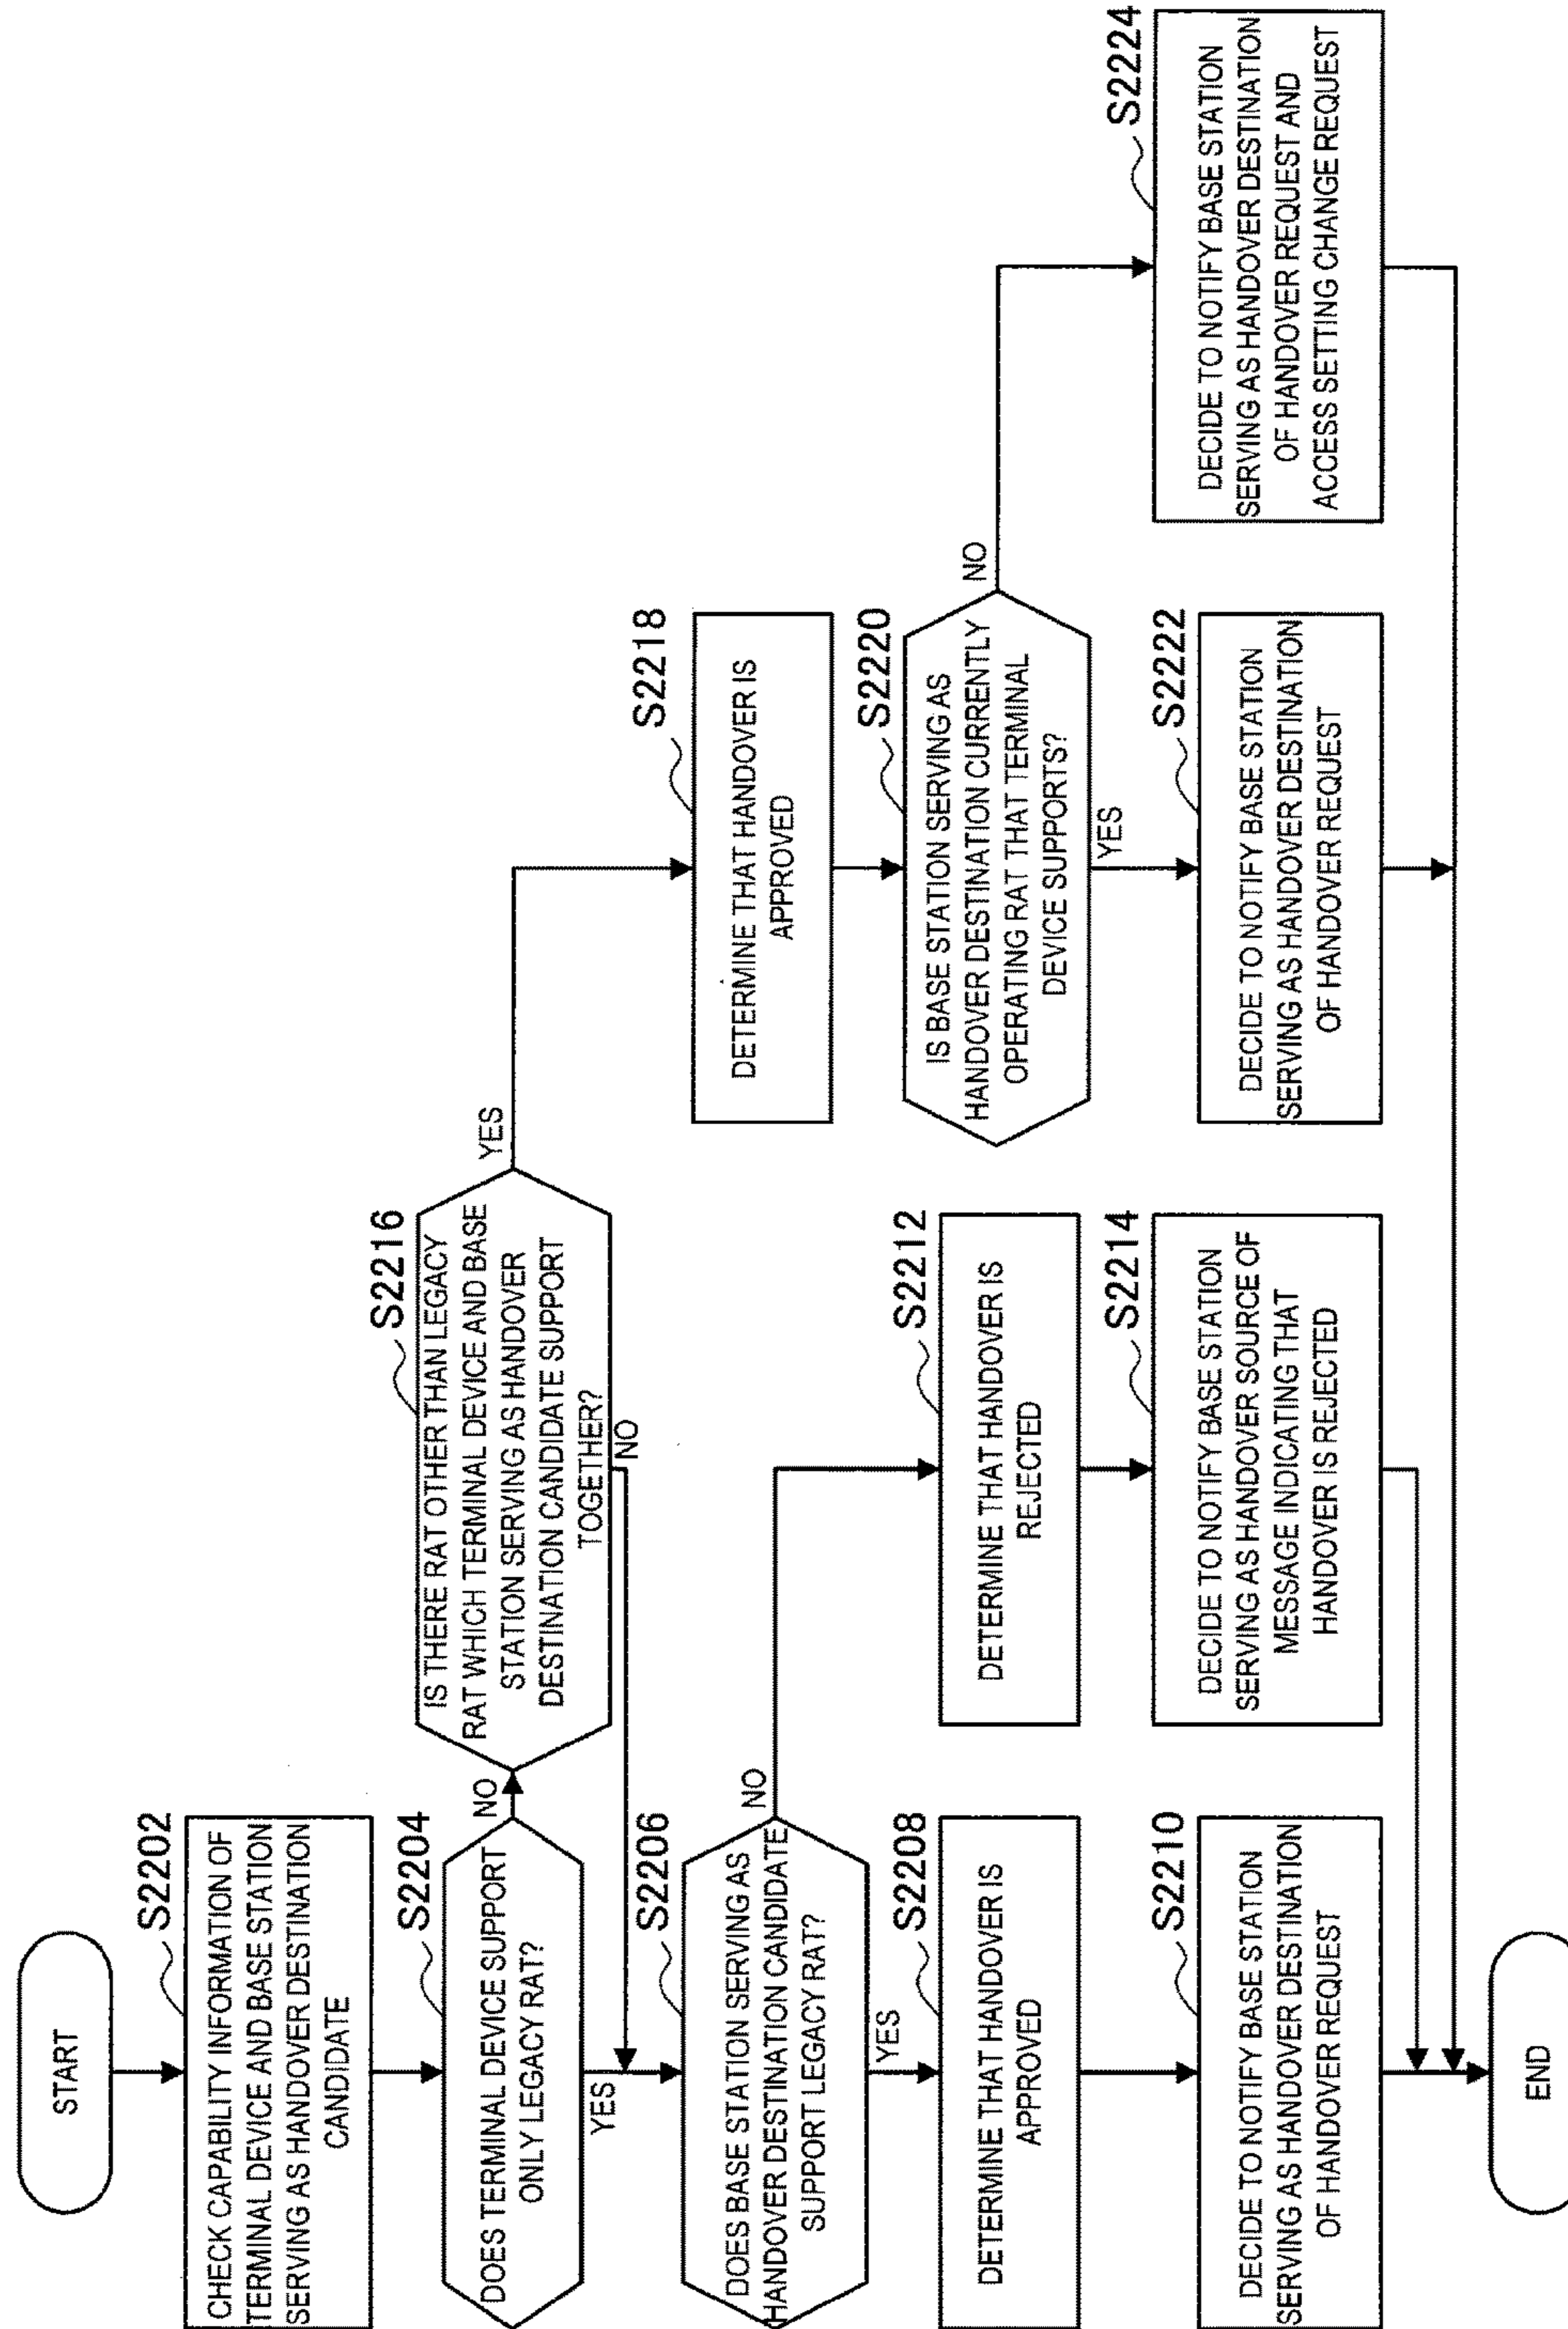 START
S2202
CHECK CAPABILITY INFORMATION OF
TERMINAL DEVICE AND BASE STATION
SERVING AS HANDOVER DESTINATION
CANDIDATE
S2204
DOES TERMINAL DEVICE SUPPORT
ONLY LEGACY RAT?
NO
YES
S2216
IS THERE RAT OTHER THAN LEGACY
RAT WHICH TERMINAL DEVICE AND BASE
STATION SERVING AS HANDOVER
DESTINATION CANDIDATE SUPPORT
TOGETHER?
YES
NO
S2206
DOES BASE STATION SERVING AS
HANDOVER DESTINATION CANDIDATE
SUPPORT LEGACY RAT?
NO
YES
S2208
DETERMINE THAT HANDOVER IS
APPROVED
S2210
DECIDE TO NOTIFY BASE STATION
SERVING AS HANDOVER DESTINATION
OF HANDOVER REQUEST
S2212
DETERMINE THAT HANDOVER IS
REJECTED
S2214
DECIDE TO NOTIFY BASE STATION
SERVING AS HANDOVER SOURCE OF
MESSAGE INDICATING THAT
HANDOVER IS REJECTED
S2218
DETERMINE THAT HANDOVER IS
APPROVED
S2220
IS BASE STATION SERVING AS
HANDOVER DESTINATION CURRENTLY
OPERATING RAT THAT TERMINAL
DEVICE SUPPORTS?
NO
YES
S2222
DECIDE TO NOTIFY BASE STATION
SERVING AS HANDOVER DESTINATION
OF HANDOVER REQUEST
S2224
DECIDE TO NOTIFY BASE STATION
SERVING AS HANDOVER DESTINATION
OF HANDOVER REQUEST AND
ACCESS SETTING CHANGE REQUEST
END